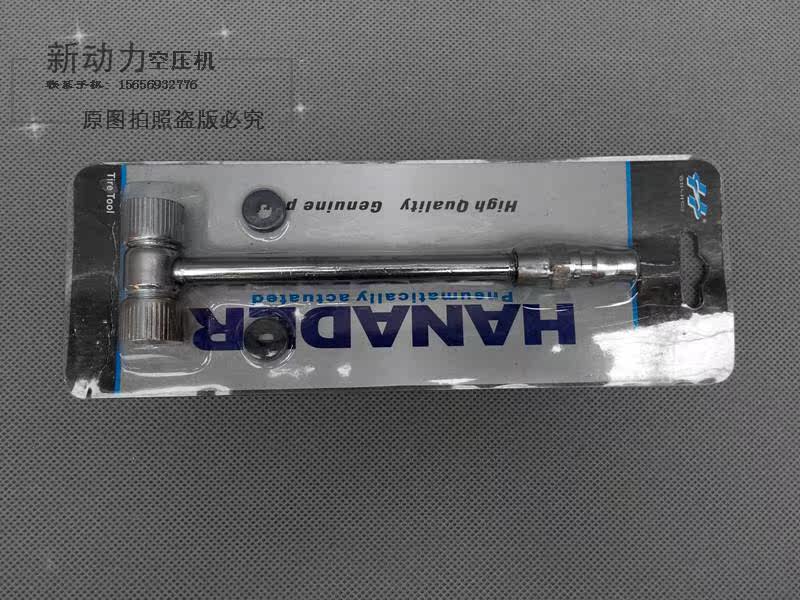 新动力空压机
联系手机：15656932776
原图拍照盗版必究
Tire Tool
High Quality Genuine p
Pneumatically actuated
HANADER